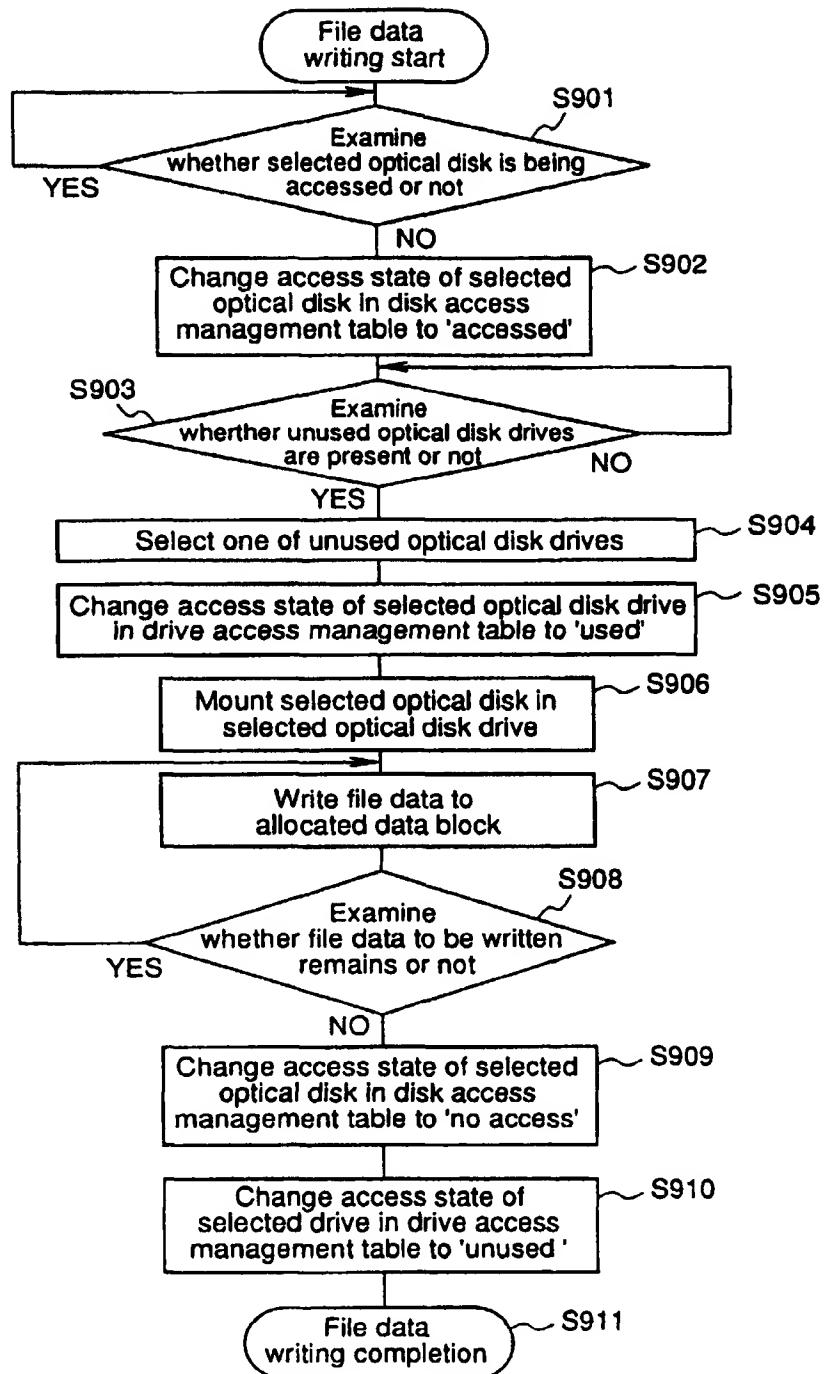 File data
writing start
S901
Examine
whether selected optical disk is being
accessed or not
YES
NO
S902
Change access state of selected
optical disk in disk access
management table to 'accessed'
S903
Examine
wherther unused optical disk drives
are present or not
NO
YES
S904
Select one of unused optical disk drives
S905
Change access state of selected optical disk drive
in drive access management table to 'used'
S906
Mount selected optical disk in
selected optical disk drive
S907
Write file data to
allocated data block
S908
Examine
whether file data to be written
remains or not
YES
NO
S909
Change access state of selected
optical disk in disk access
management table to 'no access'
S910
Change access state of
selected drive in drive access
management table to 'unused '
S911
File data
writing completion